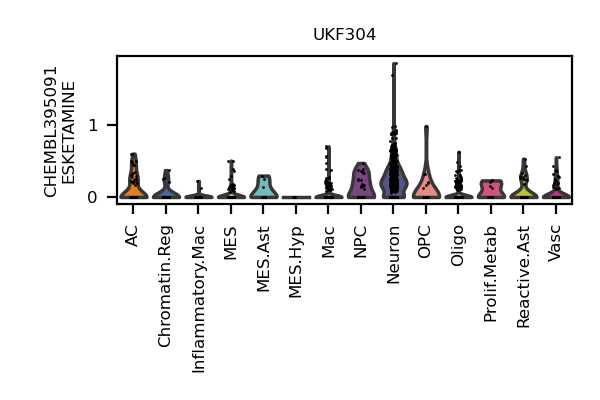 UKF304
CHEMBL395091
ESKETAMINE
1
0
AC
Chromatin.Reg
Inflammatory.Mac
MES
MES.Ast
MES.Hyp
Mac
NPC
Neuron
OPC
Oligo
Prolif.Metab
Reactive.Ast
Vasc